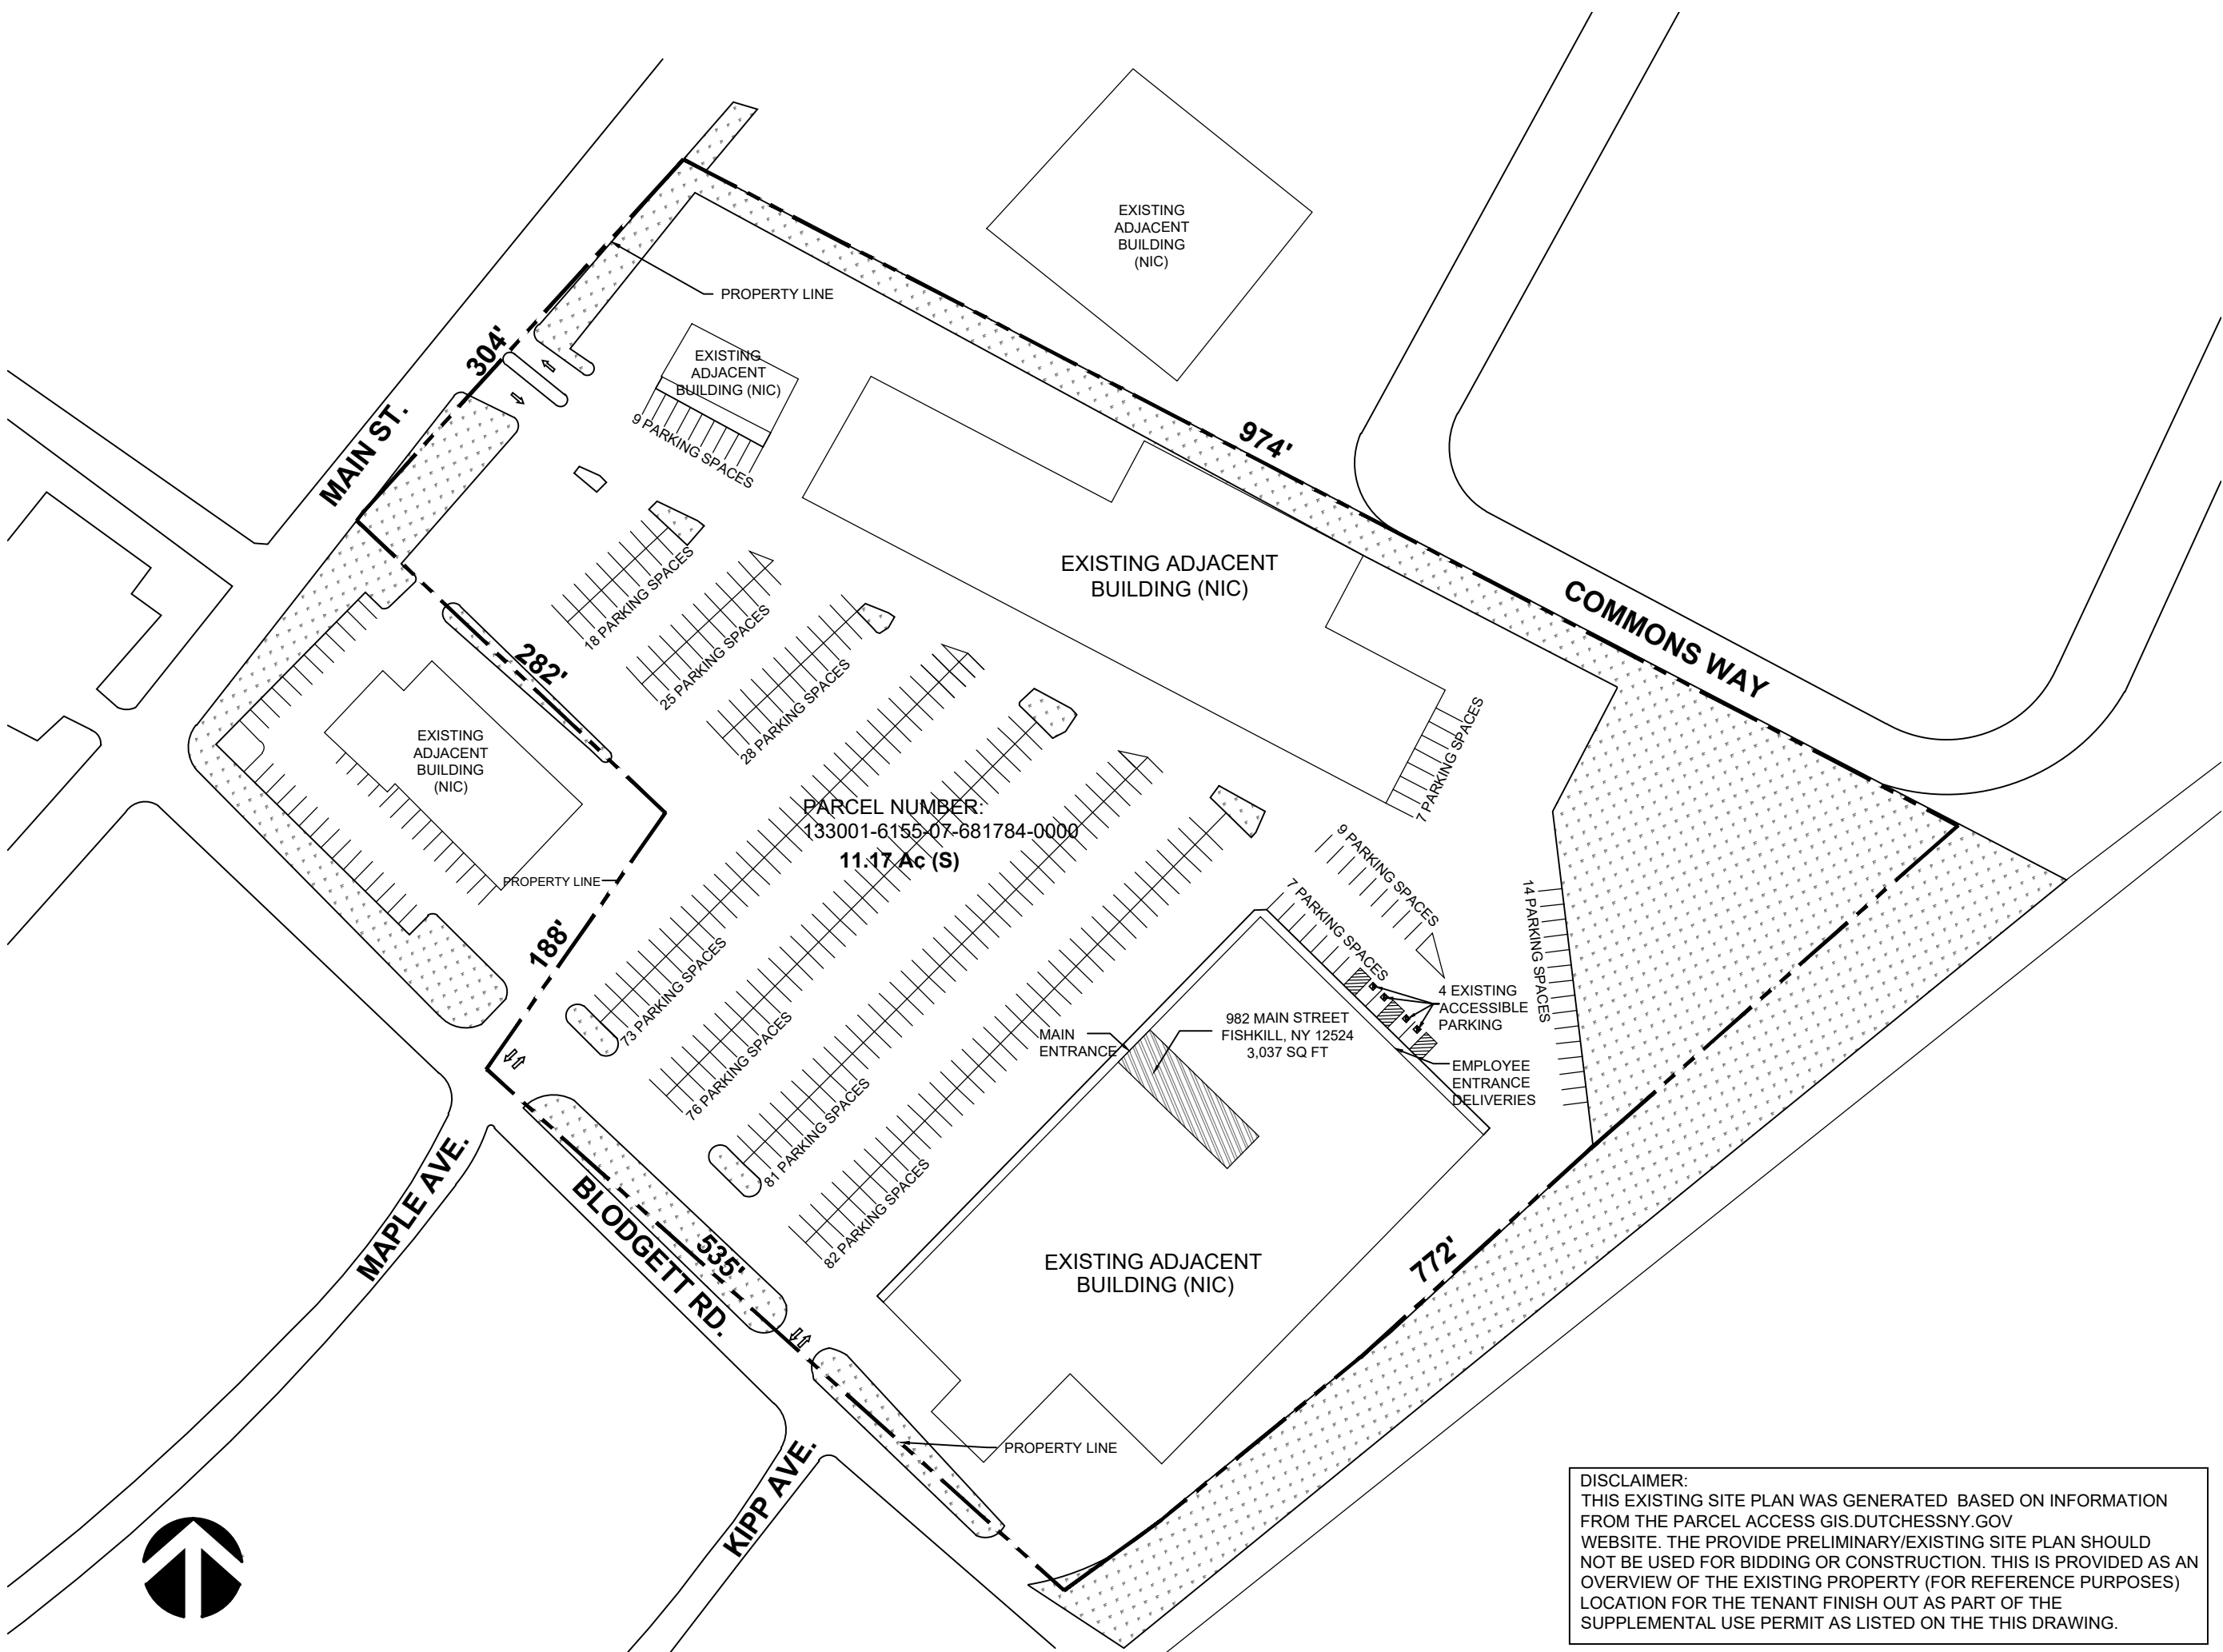 EXISTING
ADJACENT
BUILDING
(NIC)
PROPERTY LINE
304'
EXISTING
ADJACENT
BUILDING (NIC)
9 PARKING SPACES
MAIN ST.
974'
EXISTING ADJACENT
BUILDING (NIC)
COMMONS WAY
18 PARKING SPACES
25 PARKING SPACES
28 PARKING SPACES
282'
EXISTING
ADJACENT
BUILDING
(NIC)
7 PARKING SPACES
PARCEL NUMBER:
133001-6155-07-681784-0000
11.17 Ac (S)
9 PARKING SPACES
7 PARKING SPACES
14 PARKING SPACES
PROPERTY LINE
188'
73 PARKING SPACES
76 PARKING SPACES
81 PARKING SPACES
82 PARKING SPACES
4 EXISTING
ACCESSIBLE
PARKING
MAIN
ENTRANCE
982 MAIN STREET
FISHKILL, NY 12524
3,037 SQ FT
EMPLOYEE
ENTRANCE
DELIVERIES
MAPLE AVE.
BLODGETT RD.
535'
EXISTING ADJACENT
BUILDING (NIC)
772'
PROPERTY LINE
KIPP AVE.
DISCLAIMER:
THIS EXISTING SITE PLAN WAS GENERATED BASED ON INFORMATION
FROM THE PARCEL ACCESS GIS.DUTCHESSNY.GOV
WEBSITE. THE PROVIDE PRELIMINARY/EXISTING SITE PLAN SHOULD
NOT BE USED FOR BIDDING OR CONSTRUCTION. THIS IS PROVIDED AS AN
OVERVIEW OF THE EXISTING PROPERTY (FOR REFERENCE PURPOSES)
LOCATION FOR THE TENANT FINISH OUT AS PART OF THE
SUPPLEMENTAL USE PERMIT AS LISTED ON THE THIS DRAWING.